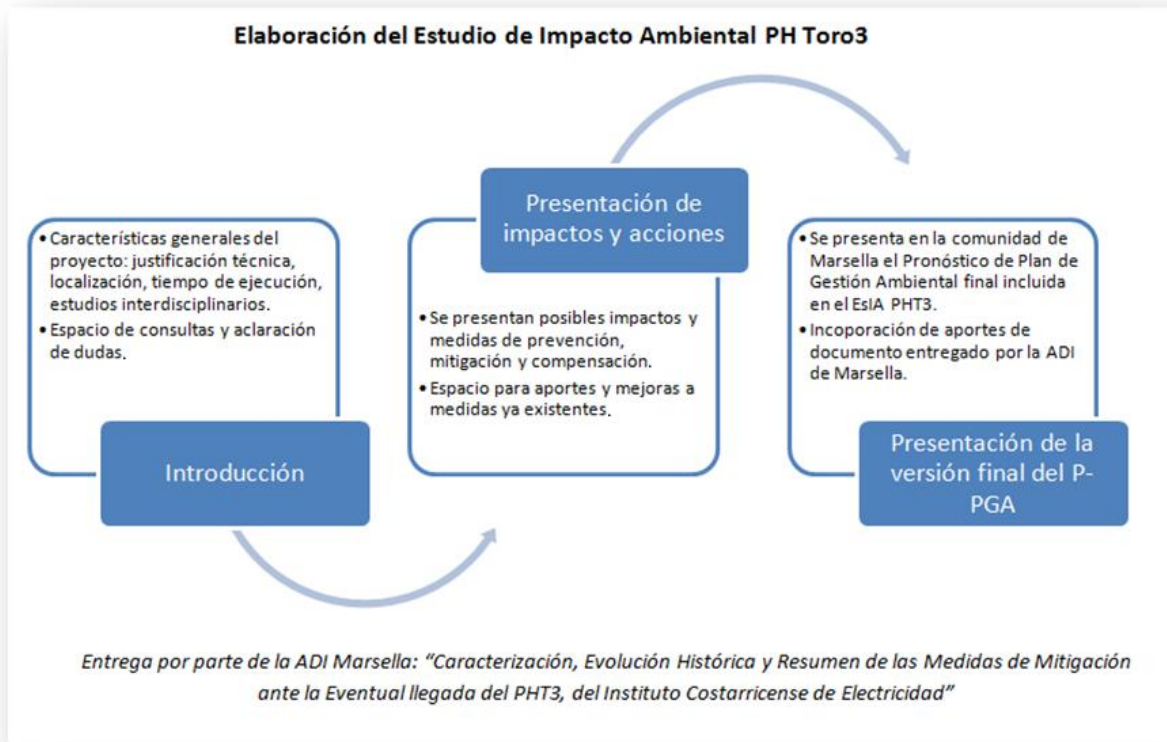 Elaboración del Estudio de Impacto Ambiental PH Toro3
• Características generales del
proyecto: justificación técnica,
localización, tiempo de ejecución,
estudios interdisciplinarios.
• Espacio de consultas y aclaración
de dudas.
Introducción
Presentación de
impactos y acciones
• Se presentan posibles impactos y
medidas de prevención,
mitigación y compensación.
• Espacio para aportes y mejoras a
medidas ya existentes.
• Se presenta en la comunidad de
Marsella el Pronóstico de Plan de
Gestión Ambiental final incluida
en el EsIA PHT3.
• Incoporación de aportes de
documento entregado por la ADI
de Marsella.
Presentación de la
versión final del P-
PGA
Entrega por parte de la ADI Marsella: “Caracterización, Evolución Histórica y Resumen de las Medidas de Mitigación
ante la Eventual llegada del PHT3, del Instituto Costarricense de Electricidad”